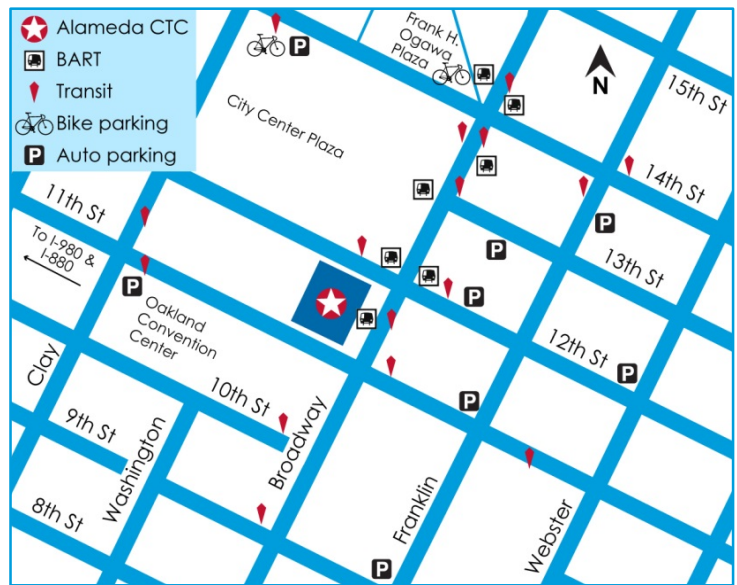 Alameda CTC
BART
Transit
Bike parking
P Auto parking
P
Frank H.
Ogawa
Plaza
N
15th St
City Center Plaza
14th St
11th St
P
13th St
P
To I-980 &
I-880
P
Oakland
Convention
Center
P
12th St
P
Clay
10th St
P
9th St
Washington
Broadway
Franklin
Webster
8th St
P